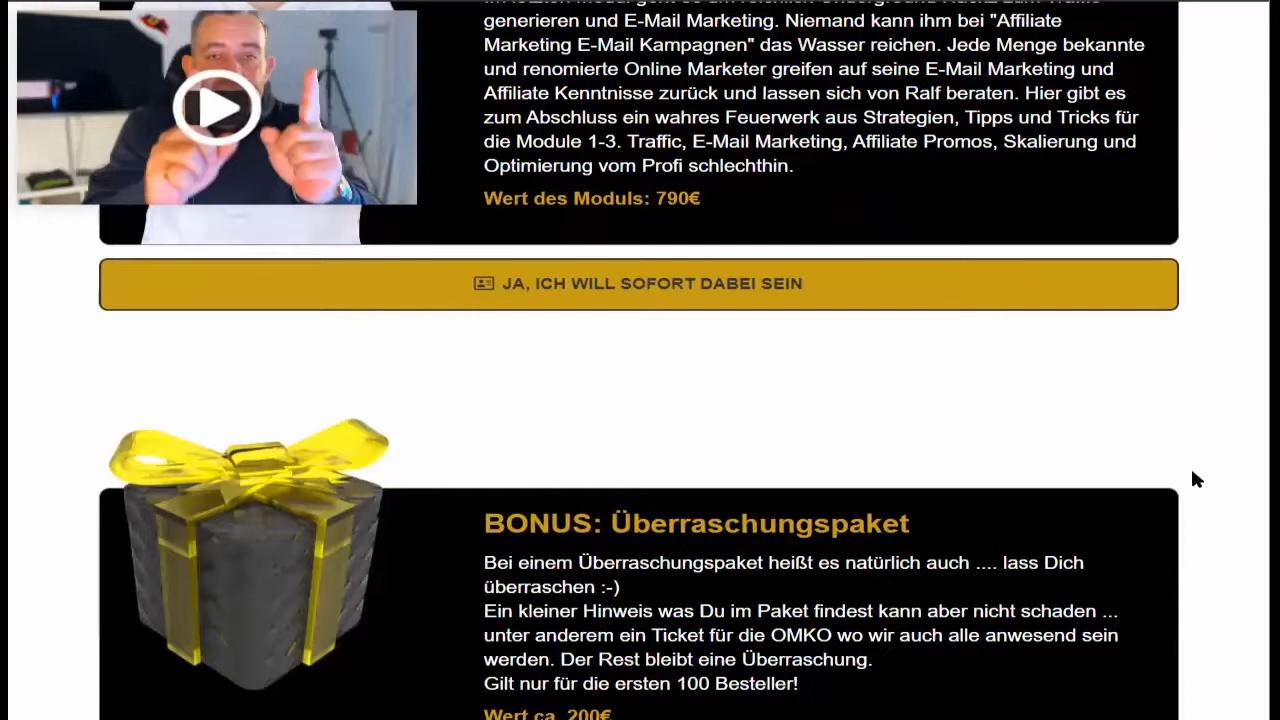 generieren und E-Mail Marketing. Niemand kann ihm bei "Affiliate
Marketing E-Mail Kampagnen" das Wasser reichen. Jede Menge bekannte
und renomierte Online Marketer greifen auf seine E-Mail Marketing und
Affiliate Kenntnisse zurück und lassen sich von Ralf beraten. Hier gibt es
zum Abschluss ein wahres Feuerwerk aus Strategien, Tipps und Tricks für
die Module 1-3. Traffic, E-Mail Marketing, Affiliate Promos, Skalierung und
Optimierung vom Profi schlechthin.
Wert des Moduls: 790€
JA, ICH WILL SOFORT DABEI SEIN
BONUS: Überraschungspaket
Bei einem Überraschungspaket heißt es natürlich auch .... lass Dich
überraschen :-)
Ein kleiner Hinweis was Du im Paket findest kann aber nicht schaden ...
unter anderem ein Ticket für die OMKO wo wir auch alle anwesend sein
werden. Der Rest bleibt eine Überraschung.
Gilt nur für die ersten 100 Besteller!
Wert ca. 200€